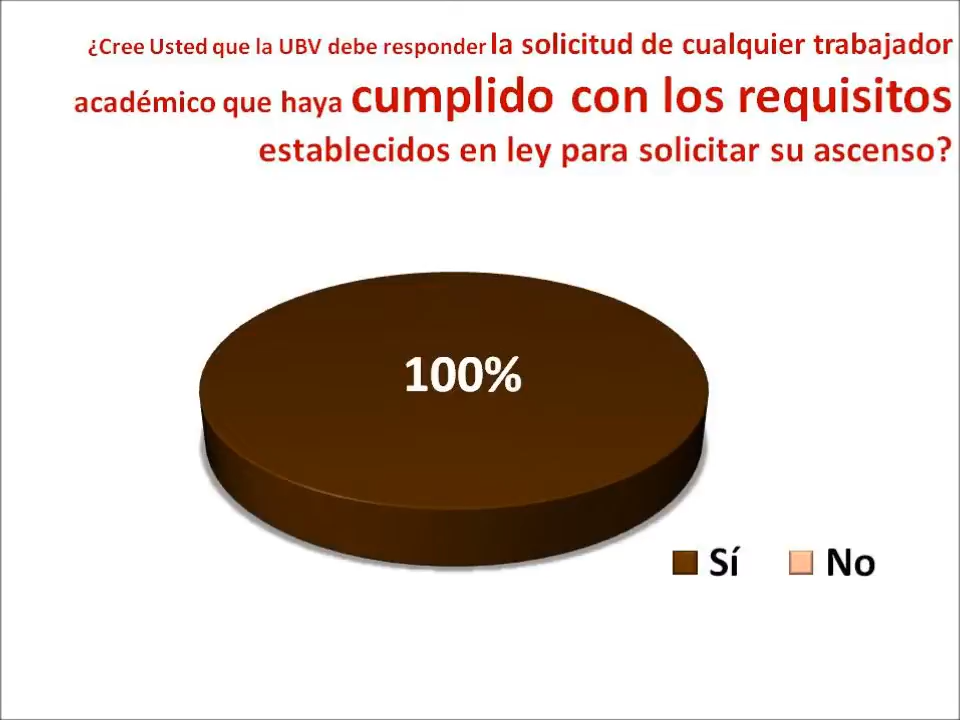 ¿Cree Usted que la UBV debe responder la solicitud de cualquier trabajador
académico que haya cumplido con los requisitos
establecidos en ley para solicitar su ascenso?
100%
Sí No